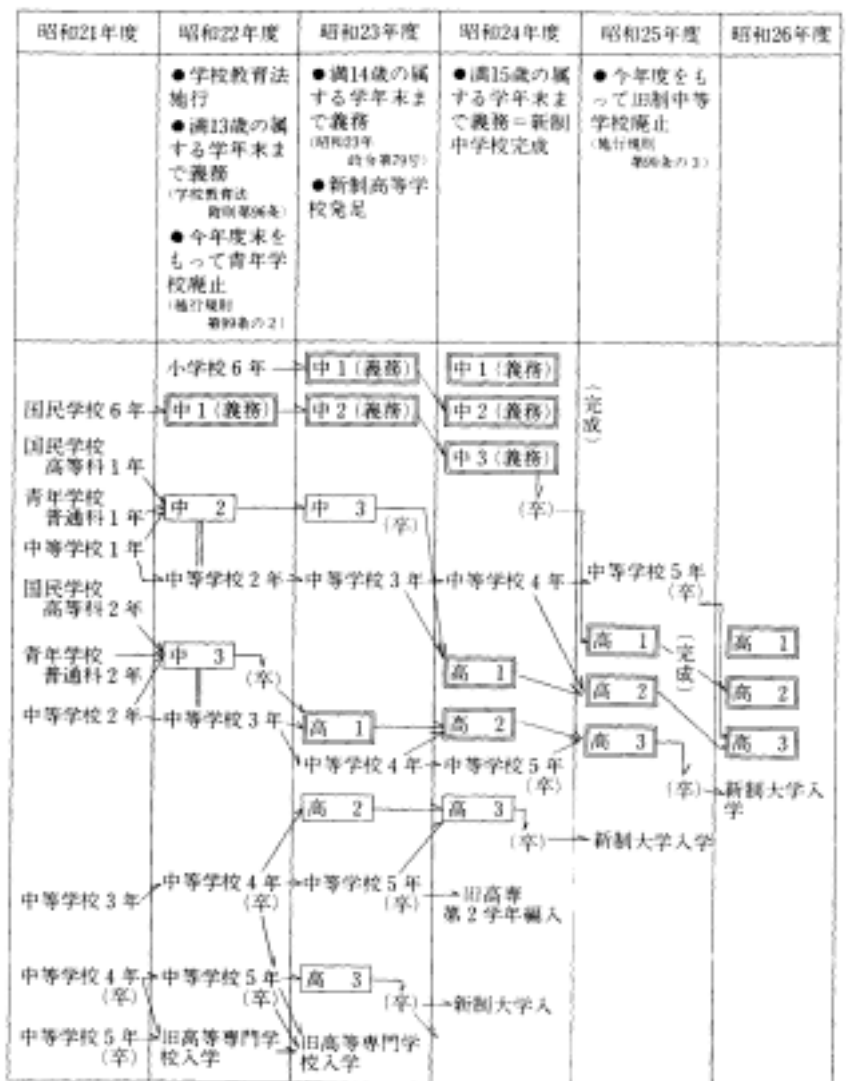 昭和21年度 昭和22年度 昭和23年度 昭和24年度 昭和25年度 昭和26年度
●学校教育法
施行
●満13歳の属
する学年末ま
で義務
(学校教育法
附則第96条)
●今年度末を
もって青年学
校廃止
(施行規則
第99条の2)
●満14歳の属
する学年末ま
で義務
(昭和23年
政令第79号)
●新制高等学
校発足
●満15歳の属
する学年末ま
で義務=新制
中学校完成
●今年度をも
って旧制中等
学校廃止
(施行規則
第99条の3)
小学校6年 中1(義務) 中1(義務)
国民学校6年 中1(義務) 中2(義務) 中2(義務)
(完成)
中3(義務)
国民学校
高等科1年
青年学校
普通科1年
中 2 中 3
(卒) (卒)
中等学校1年
中等学校2年 中等学校3年 中等学校4年 中等学校5年
(卒)
国民学校
高等科2年
青年学校
普通科2年
中 3
(卒)
高 1 高 1 高 1
(完成)
高 2 高 2
中等学校2年 中等学校3年 高 1 高 2 高 3 高 3
中等学校4年 中等学校5年
(卒) (卒) 新制大学入
学
高 2 高 3
(卒) 新制大学入学
中等学校3年 中等学校4年 中等学校5年
(卒) (卒) 旧高専
第2学年編入
中等学校4年 中等学校5年 高 3
(卒) (卒) (卒) 新制大学入
中等学校5年 旧高等専門学 旧高等専門学
(卒) 校入学 校入学